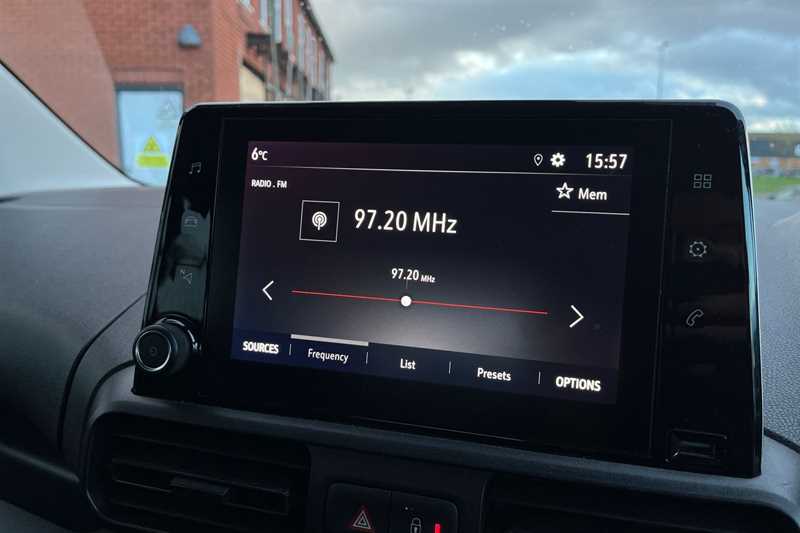 6°C
15:57
RADIO . FM
Mem
97.20 MHz
97.20 MHz
SOURCES
Frequency
List
Presets
OPTIONS